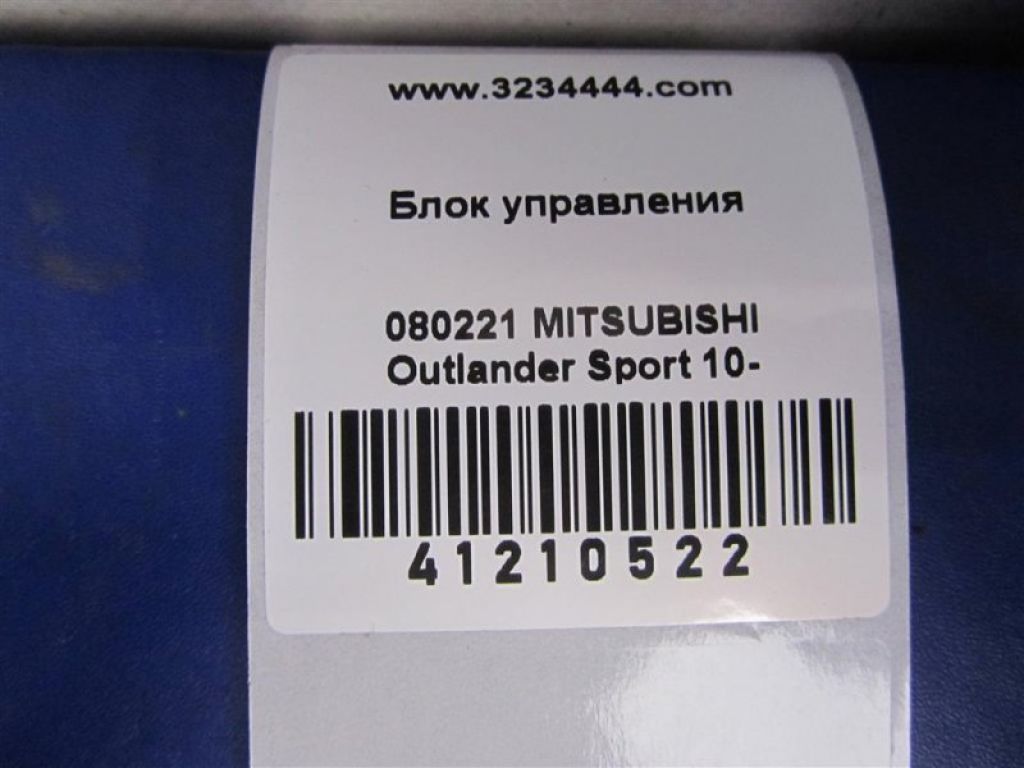 www.3234444.com
Блок управления
080221 MITSUBISHI
Outlander Sport 10-
41210522